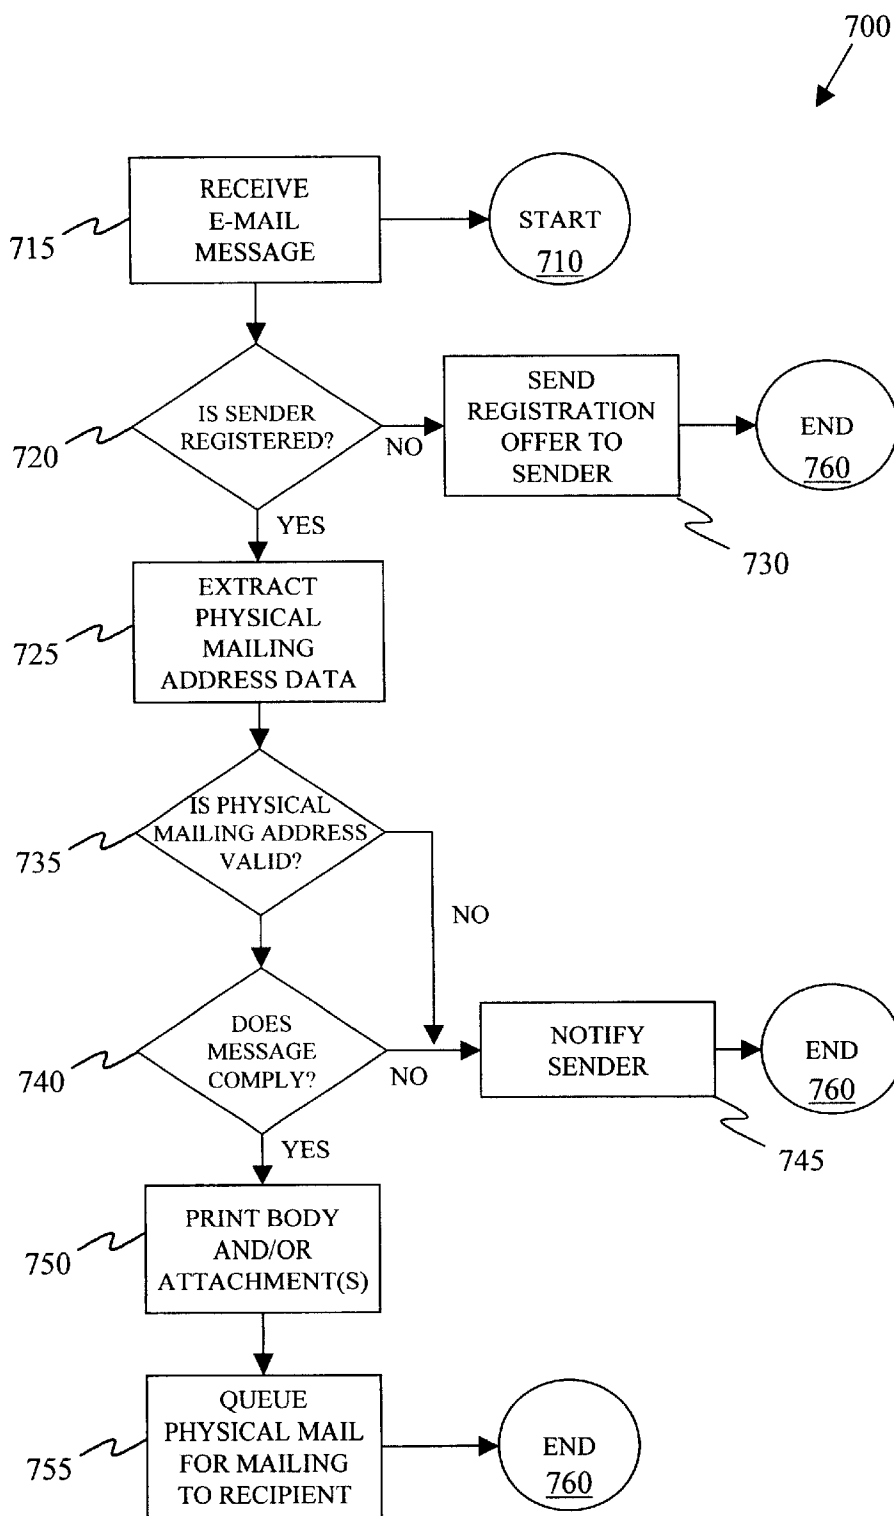 700
RECEIVE
E-MAIL
MESSAGE
715
START
710
IS SENDER
REGISTERED?
720
NO
SEND
REGISTRATION
OFFER TO
SENDER
730
END
760
YES
EXTRACT
PHYSICAL
MAILING
ADDRESS DATA
725
IS PHYSICAL
MAILING ADDRESS
VALID?
735
NO
DOES
MESSAGE
COMPLY?
740
NO
NOTIFY
SENDER
745
END
760
YES
PRINT BODY
AND/OR
ATTACHMENT(S)
750
QUEUE
PHYSICAL MAIL
FOR MAILING
TO RECIPIENT
755
END
760